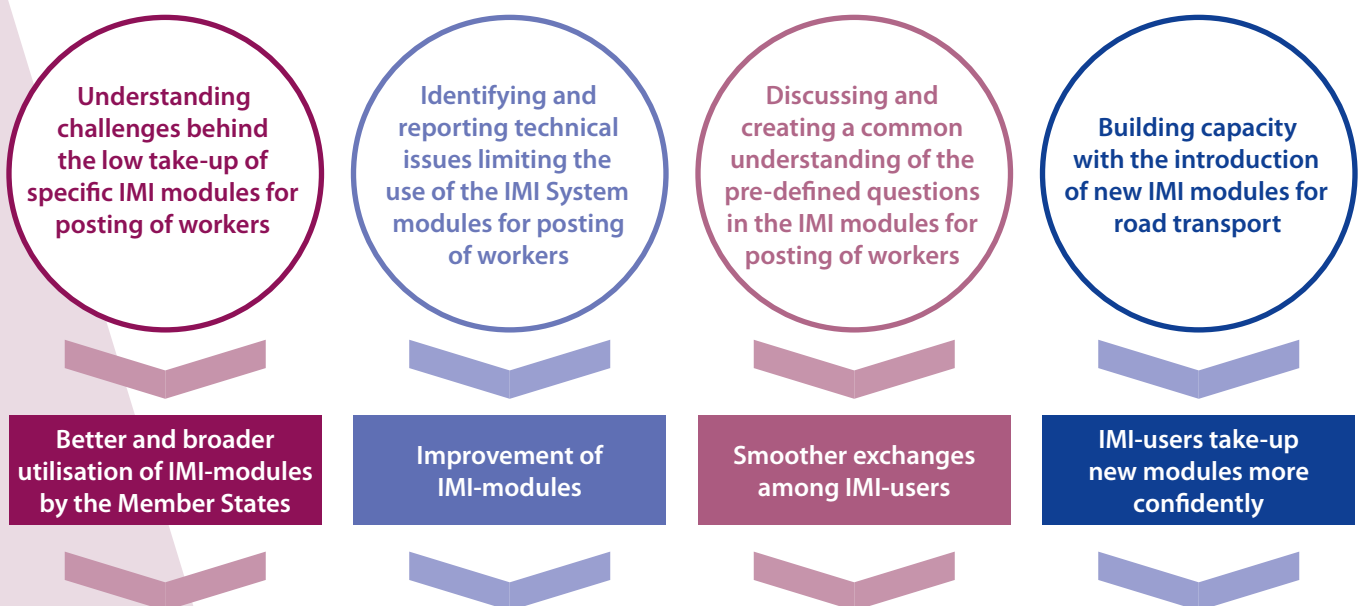 Understanding
challenges behind
the low take-up of
specific IMI modules for
posting of workers
Identifying and
reporting technical
issues limiting the
use of the IMI System
modules for posting
of workers
Discussing and
creating a common
understanding of the
pre-defined questions
in the IMI modules for
posting of workers
Building capacity
with the introduction
of new IMI modules for
road transport
Better and broader
utilisation of IMI-modules
by the Member States
Improvement of
IMI-modules
Smoother exchanges
among IMI-users
IMI-users take-up
new modules more
confidently